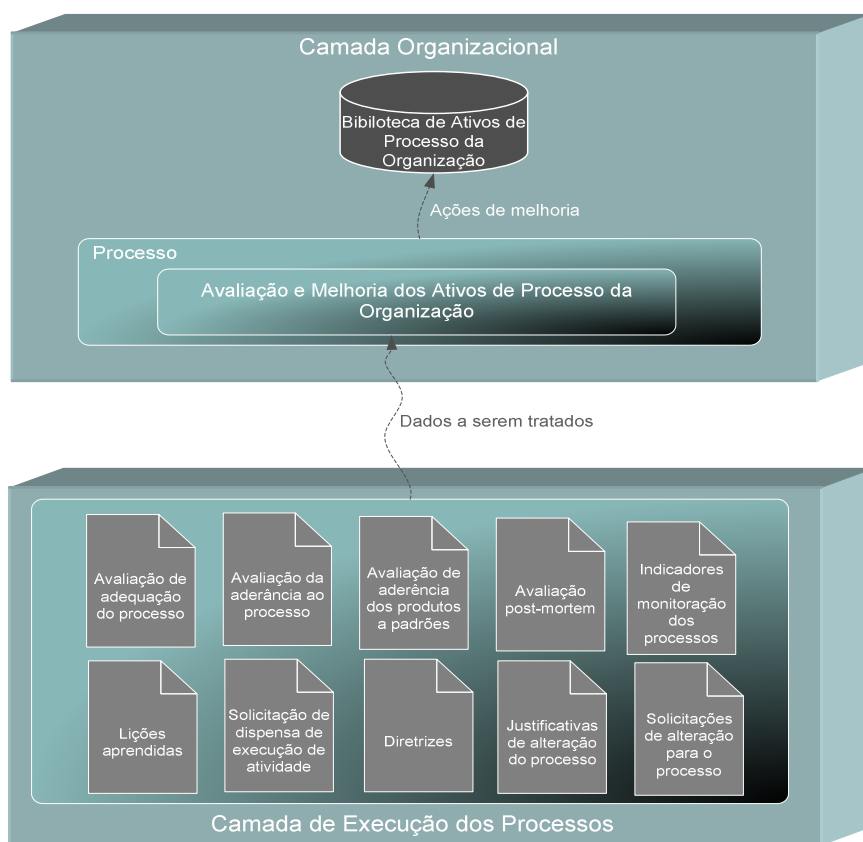 Camada Organizacional
Bibiloteca de Ativos de
Processo da
Organização
Ações de melhoria
Processo
Avaliação e Melhoria dos Ativos de Processo da
Organização
Dados a serem tratados
Avaliação de
adequação
do processo
Avaliação da
aderância ao
processo
Avaliação de
aderência
dos produtos
a padrões
Avaliação
post-mortem
Indicadores
de
monitoração
dos
processos
Lições
aprendidas
Solicitação de
dispensa de
execução de
atividade
Diretrizes
Justificativas
de alteração
do processo
Solicitações
de alteração
para o
processo
Camada de Execução dos Processos